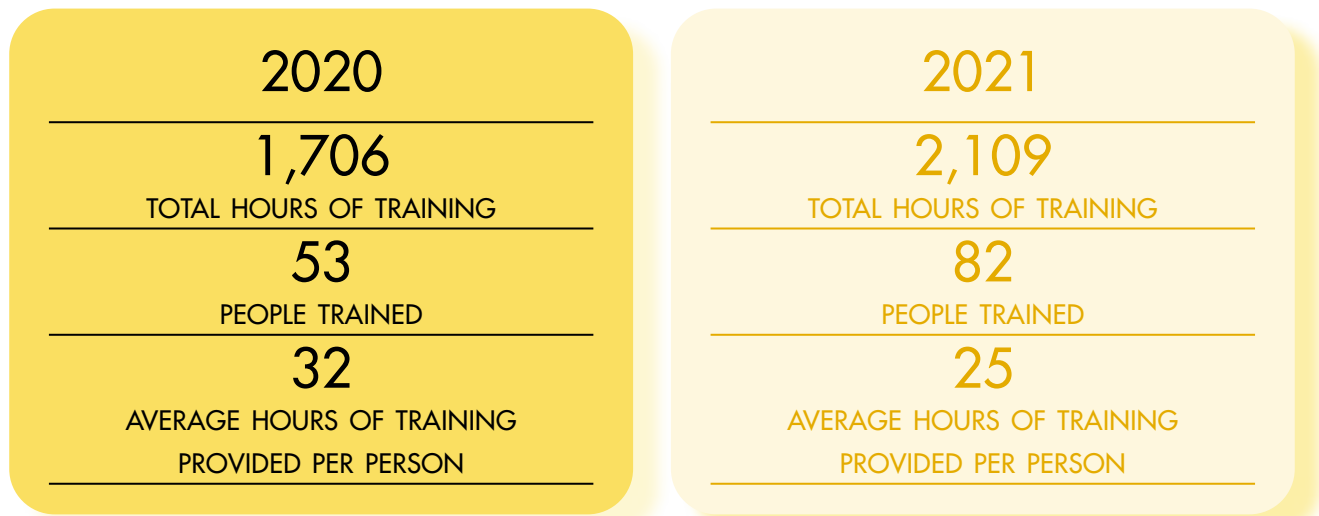 2020
1,706
TOTAL HOURS OF TRAINING
53
PEOPLE TRAINED
32
AVERAGE HOURS OF TRAINING
PROVIDED PER PERSON
2021
2,109
TOTAL HOURS OF TRAINING
82
PEOPLE TRAINED
25
AVERAGE HOURS OF TRAINING
PROVIDED PER PERSON